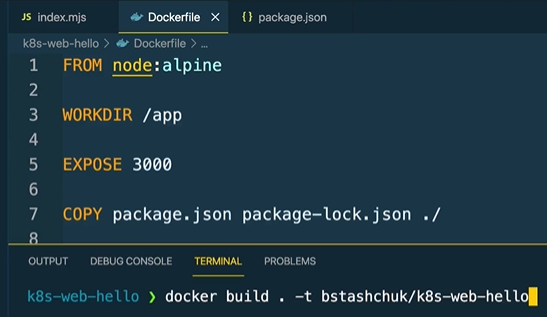 JS index.mjs Dockerfile × {} package.json
k8s-web-hello > Dockerfile > ...
1 FROM node:alpine
2
3 WORKDIR /app
4
5 EXPOSE 3000
6
7 COPY package.json package-lock.json ./
8
OUTPUT DEBUG CONSOLE TERMINAL PROBLEMS
k8s-web-hello ❯ docker build . -t bstashchuk/k8s-web-hello